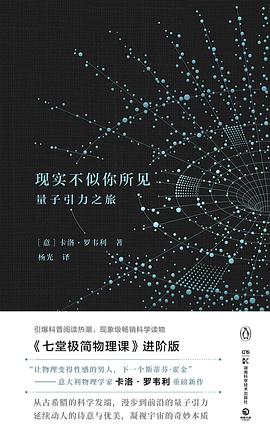 现实不似你所见
量子引力之旅
[意] 卡洛·罗韦利 著
杨光 译
引爆科普阅读热潮，现象级畅销科学读物
《七堂极简物理课》进阶版
“让物理变得性感的男人，下一个斯蒂芬·霍金”
——意大利物理学家 卡洛·罗韦利 重磅新作
从古希腊的科学发端，漫步到前沿的量子引力
延续动人的诗意与优美，凝视宇宙的奇妙本质
湖南科学技术出版社